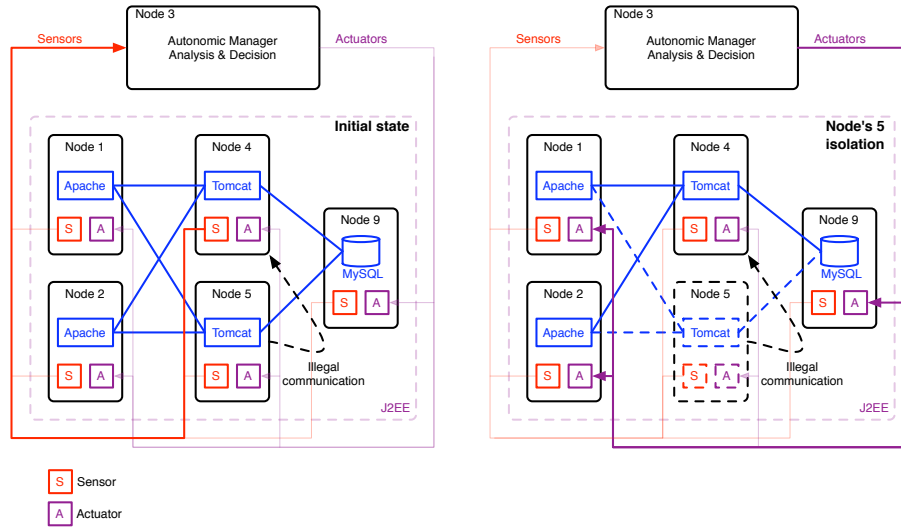 Node 3
Sensors
Autonomic Manager
Analysis & Decision
Actuators
Initial state
Node 1
Apache
S
A
Node 4
Tomcat
S
A
Node 9
MySQL
S
A
Node 2
Apache
S
A
Node 5
Tomcat
S
A
Illegal
communication
J2EE
Node 3
Sensors
Autonomic Manager
Analysis & Decision
Actuators
Node's 5
isolation
Node 1
Apache
S
A
Node 4
Tomcat
S
A
Node 9
MySQL
S
A
Node 2
Apache
S
A
Node 5
Tomcat
S
A
Illegal
communication
J2EE
S Sensor
A Actuator